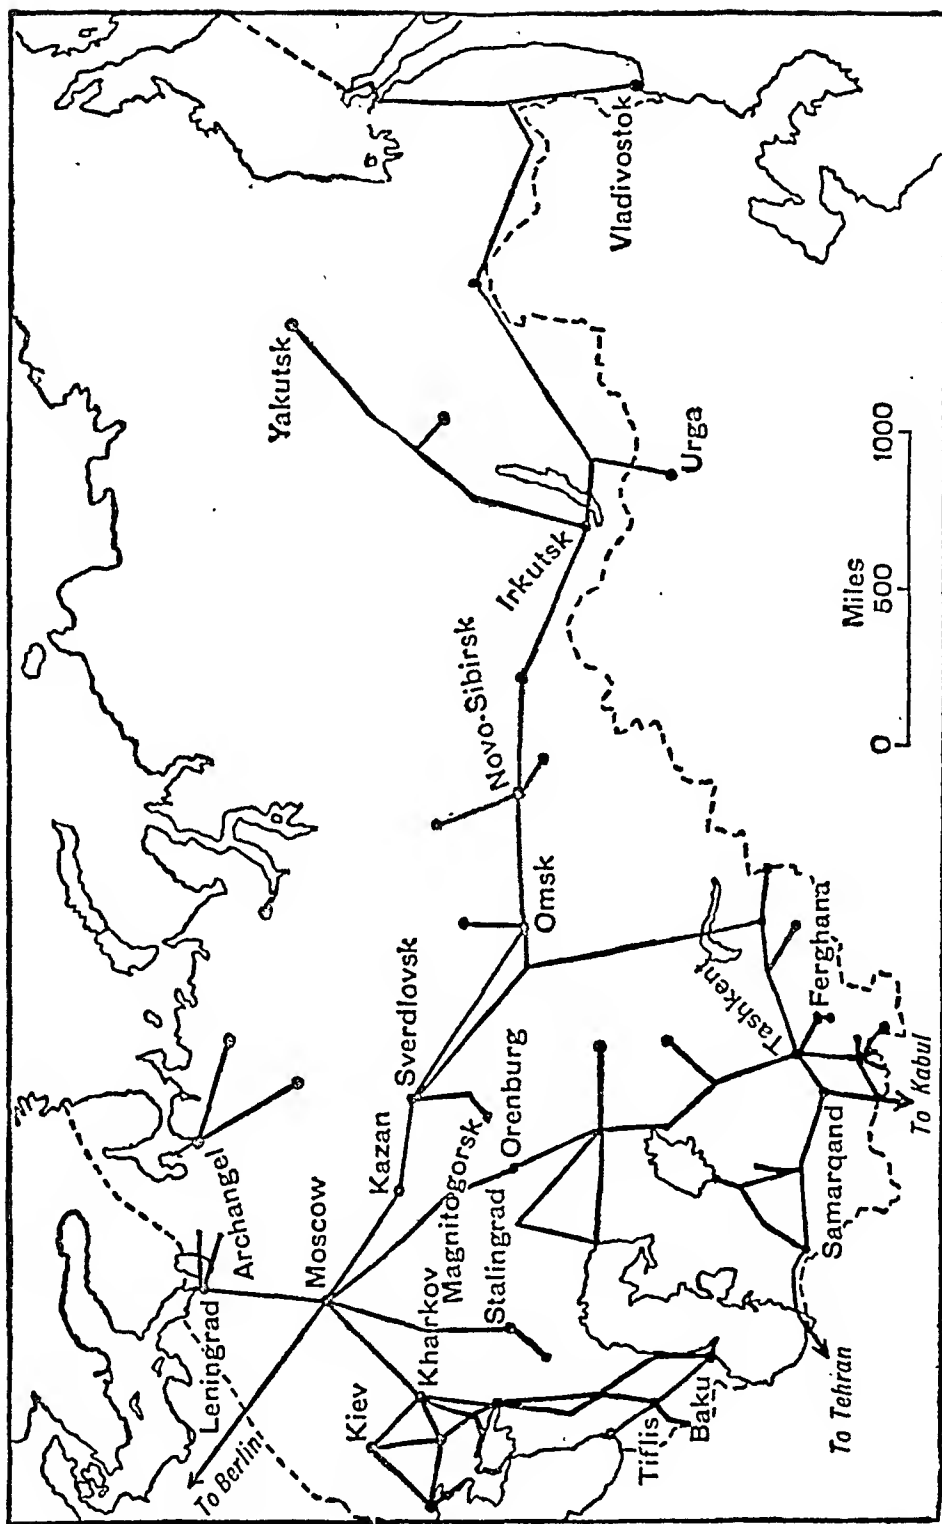 To Berlin
Leningrad
Archangel
Moscow
Kazan
Sverdlovsk
Omsk
Novo-Sibirsk
Irkutsk
Yakutsk
Vladivostok
Urga
Kiev
Kharkov
Magnitogorsk
Stalingrad
Orenburg
Tiflis
Baku
To Tehran
Samarqand
Tashkent
Ferghana
To Kabul
Miles
0 500 1000